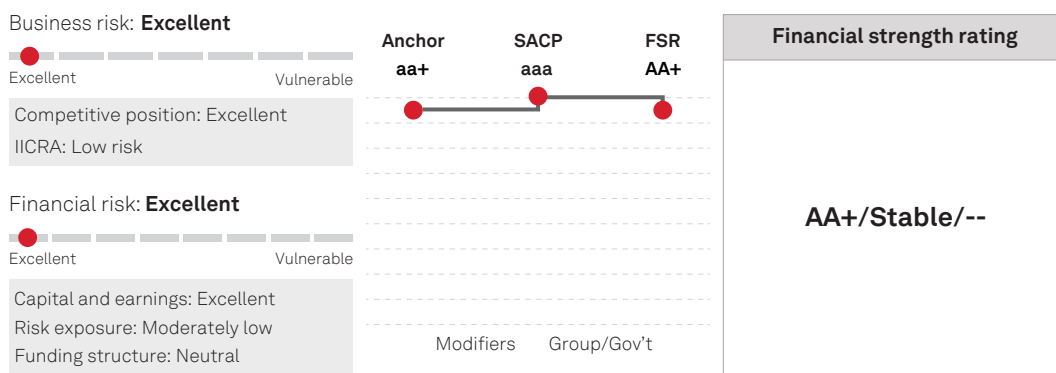 Business risk: Excellent
Excellent
Vulnerable
Competitive position: Excellent
IICRA: Low risk
Financial risk: Excellent
Excellent
Vulnerable
Capital and earnings: Excellent
Risk exposure: Moderately low
Funding structure: Neutral
Anchor SACP FSR
aa+ aaa AA+
Modifiers Group/Gov't
Financial strength rating
AA+/Stable/--